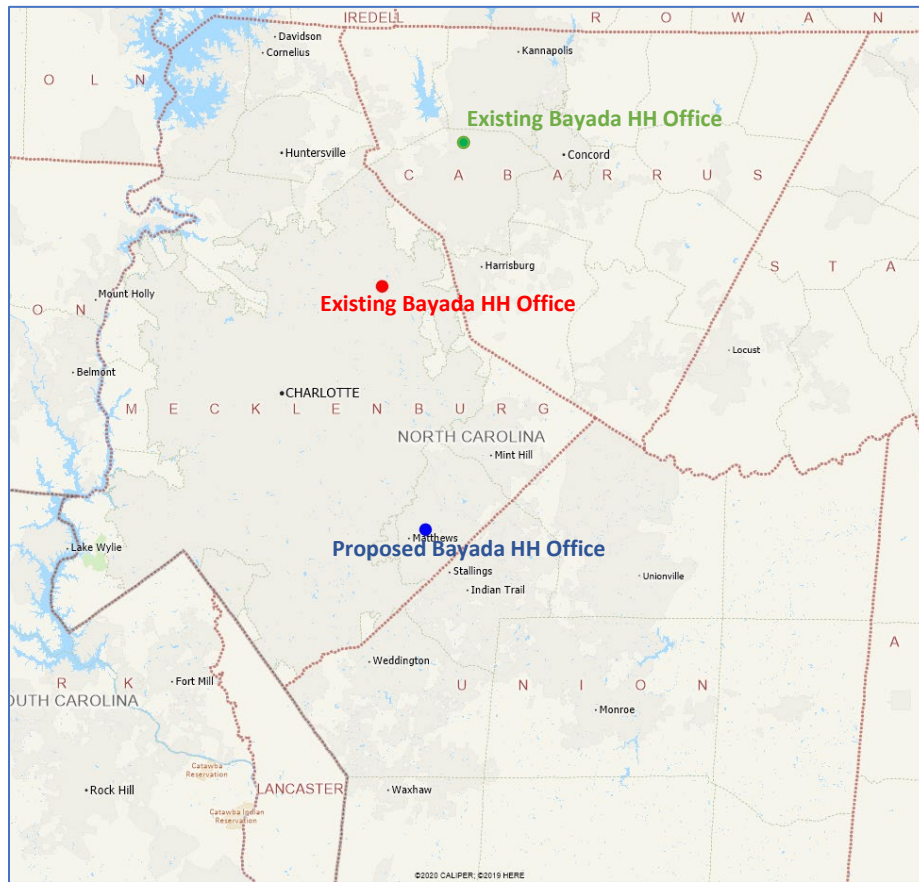 IREDELL
R O W A N
Davidson
Cornelius
Kannapolis
O L N
Existing Bayada HH Office
Huntersville
Concord
C A B A R R U S
Harrisburg
S T A
Existing Bayada HH Office
Mount Holly
O N
Locust
Belmont
CHARLOTTE
M E C K L E N B U R G
NORTH CAROLINA
Mint Hill
Matthews
Lake Wylie
Proposed Bayada HH Office
Stallings
Unionville
Indian Trail
A
Weddington
R K
Fort Mill
U N I O N
OUTH CAROLINA
Monroe
Catawba
Reservation
Rock Hill
LANCASTER
Waxhaw
Catawba Indian
Reservation
©2020 CALIPER; ©2019 HERE